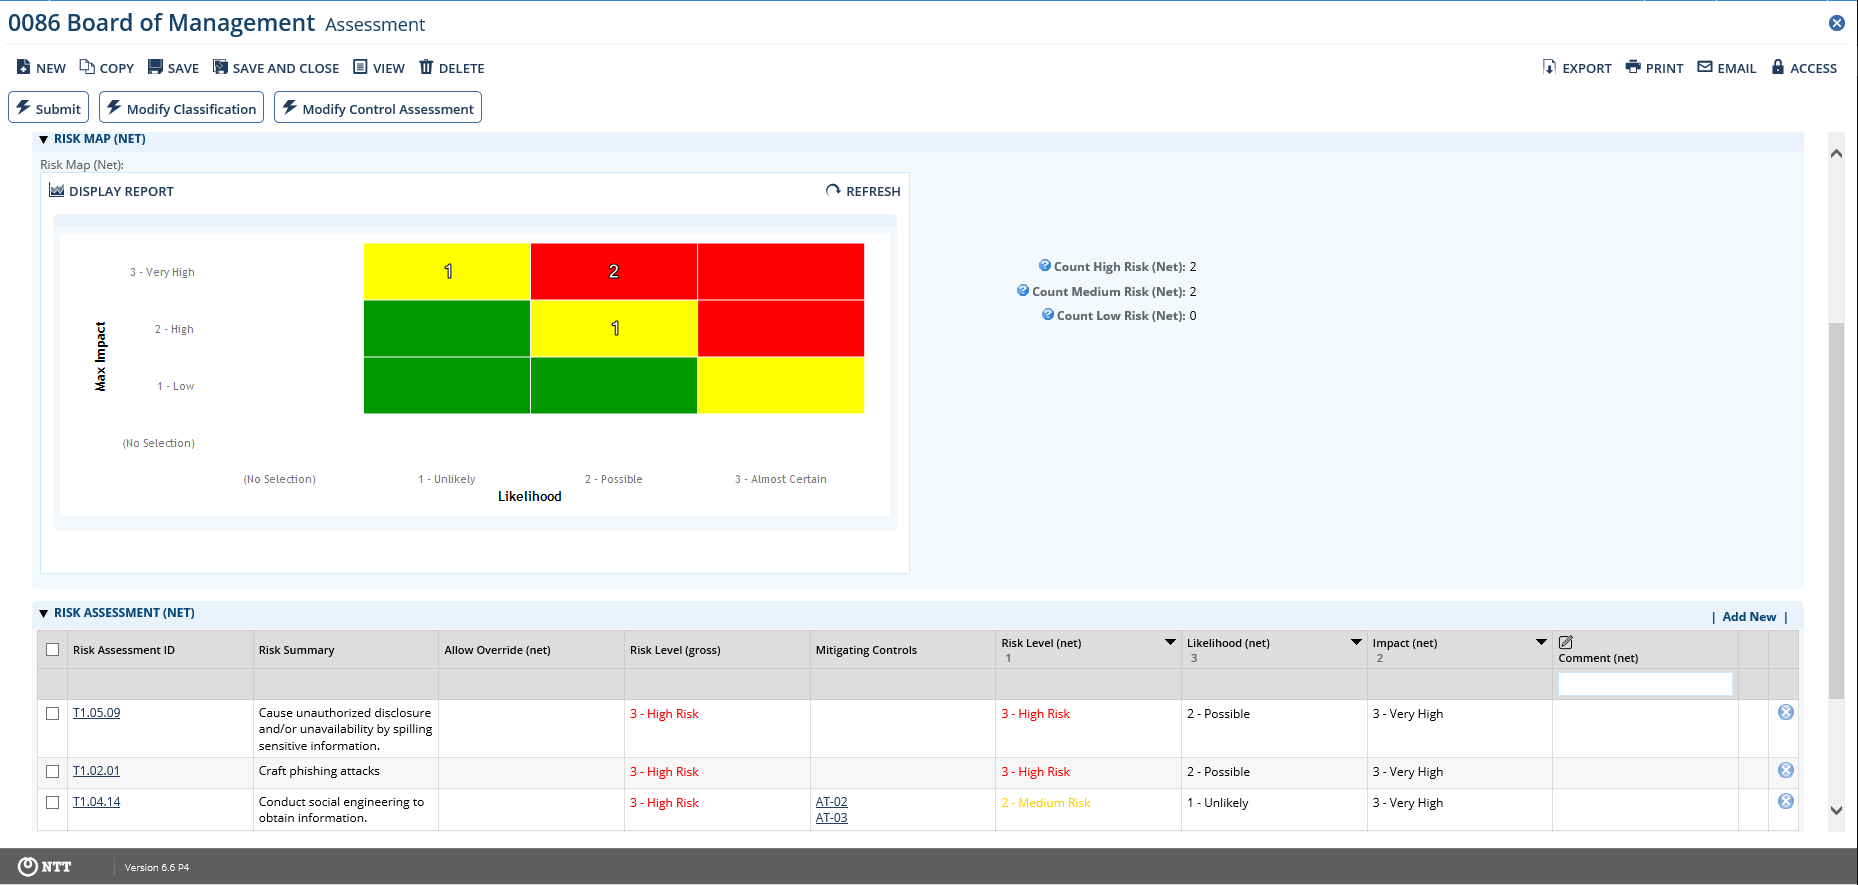 0086 Board of Management Assessment
NEW COPY SAVE SAVE AND CLOSE VIEW DELETE EXPORT PRINT EMAIL ACCESS
Submit Modify Classification Modify Control Assessment
RISK MAP (NET)
Risk Map (Net):
DISPLAY REPORT REFRESH
Max Impact
3 - Very High 1 2
2 - High 1
1 - Low
(No Selection)
(No Selection) 1 - Unlikely 2 - Possible 3 - Almost Certain
Likelihood
Count High Risk (Net): 2
Count Medium Risk (Net): 2
Count Low Risk (Net): 0
RISK ASSESSMENT (NET) | Add New |
Risk Assessment ID Risk Summary Allow Override (net) Risk Level (gross) Mitigating Controls Risk Level (net) 1 Likelihood (net) 3 Impact (net) 2 Comment (net)
T1.05.09 Cause unauthorized disclosure 3 - High Risk 3 - High Risk 2 - Possible 3 - Very High
and/or unavailability by spilling
sensitive information.
T1.02.01 Craft phishing attacks 3 - High Risk 3 - High Risk 2 - Possible 3 - Very High
T1.04.14 Conduct social engineering to 3 - High Risk AT-02 2 - Medium Risk 1 - Unlikely 3 - Very High
obtain information. AT-03
NTT Version 6.6 P4